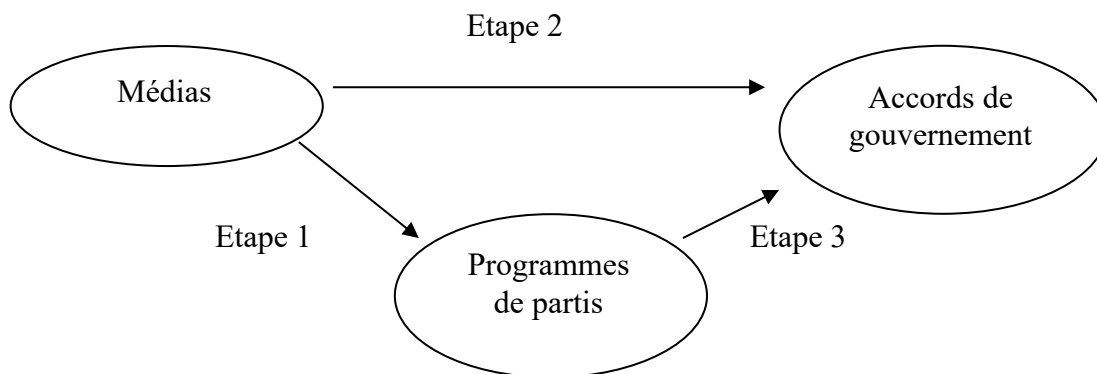 Etape 2
Médias
Accords de
gouvernement
Etape 1
Etape 3
Programmes
de partis